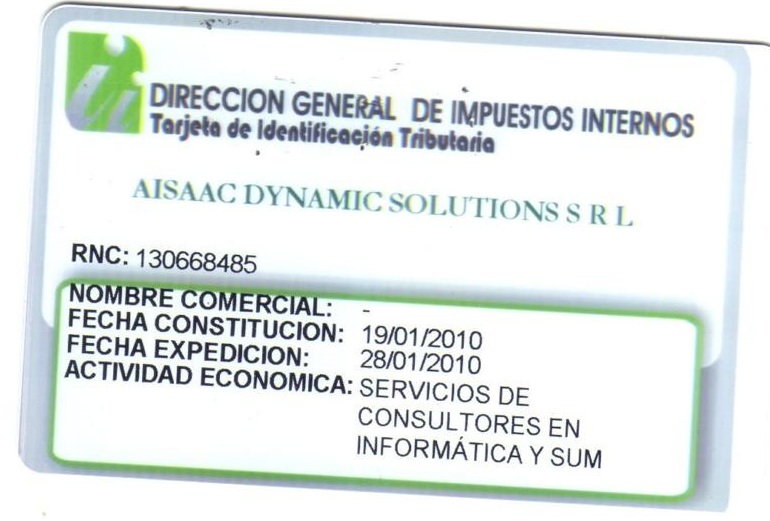 DIRECCION GENERAL DE IMPUESTOS INTERNOS
Tarjeta de Identificación Tributaria
AISAAC DYNAMIC SOLUTIONS S R L
RNC: 130668485
NOMBRE COMERCIAL: -
FECHA CONSTITUCION: 19/01/2010
FECHA EXPEDICION: 28/01/2010
ACTIVIDAD ECONOMICA: SERVICIOS DE
CONSULTORES EN
INFORMÁTICA Y SUM